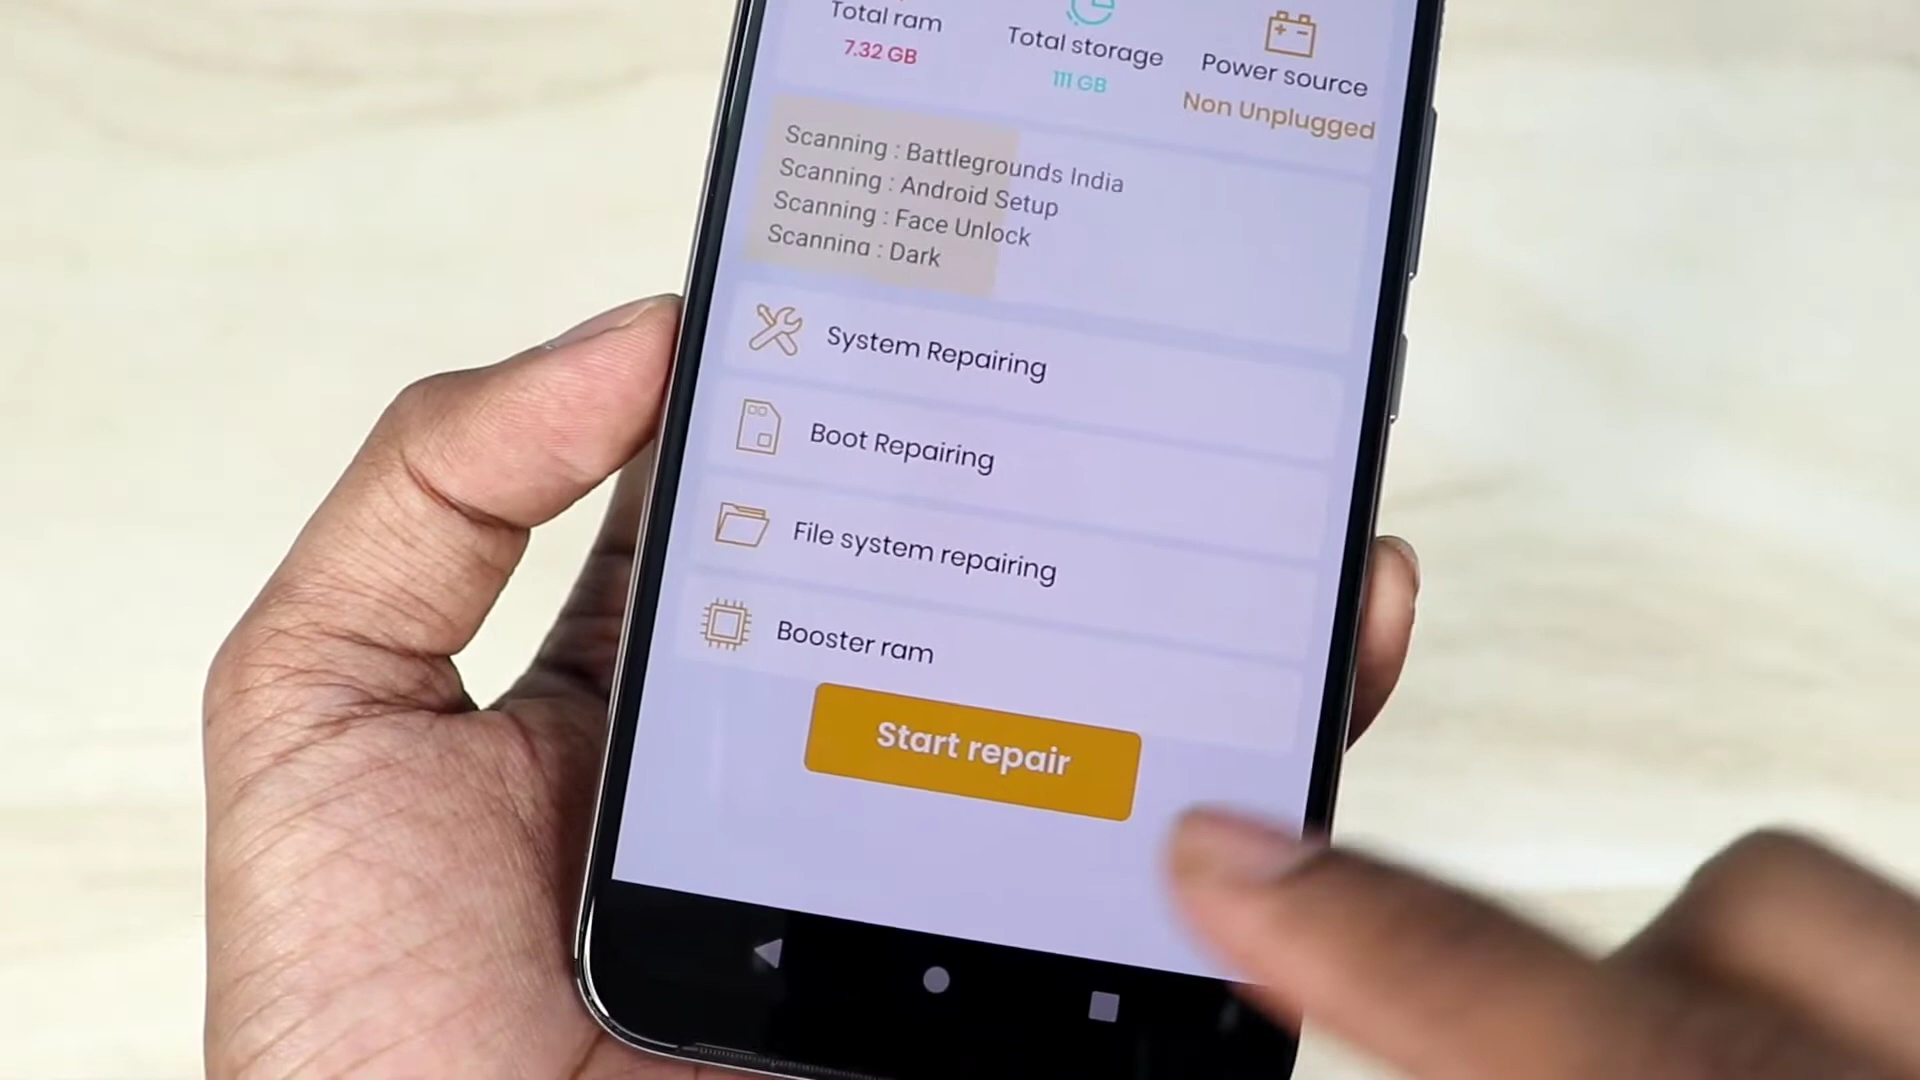 Total ram
7.32 GB
Total storage
111 GB
Power source
Non Unplugged
Scanning : Battlegrounds India
Scanning : Android Setup
Scanning : Face Unlock
Scanning : Dark
System Repairing
Boot Repairing
File system repairing
Booster ram
Start repair